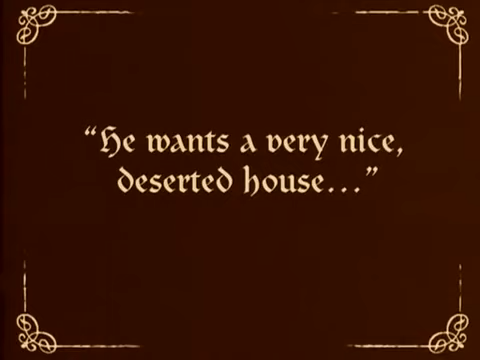 “He wants a very nice,
deserted house...”